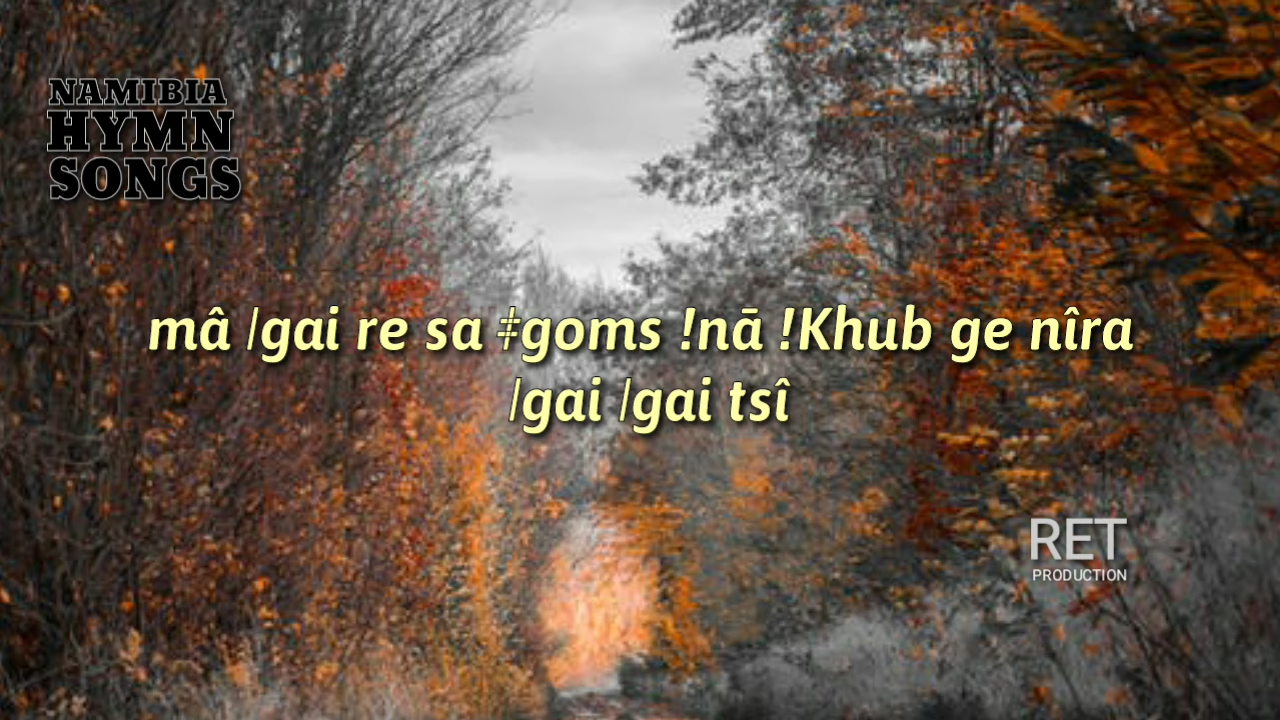 NAMIBIA
HYMN
SONGS
mâ /gai re sa ǂgoms !nā !Khub ge nîra
/gai /gai tsî
RET
PRODUCTION